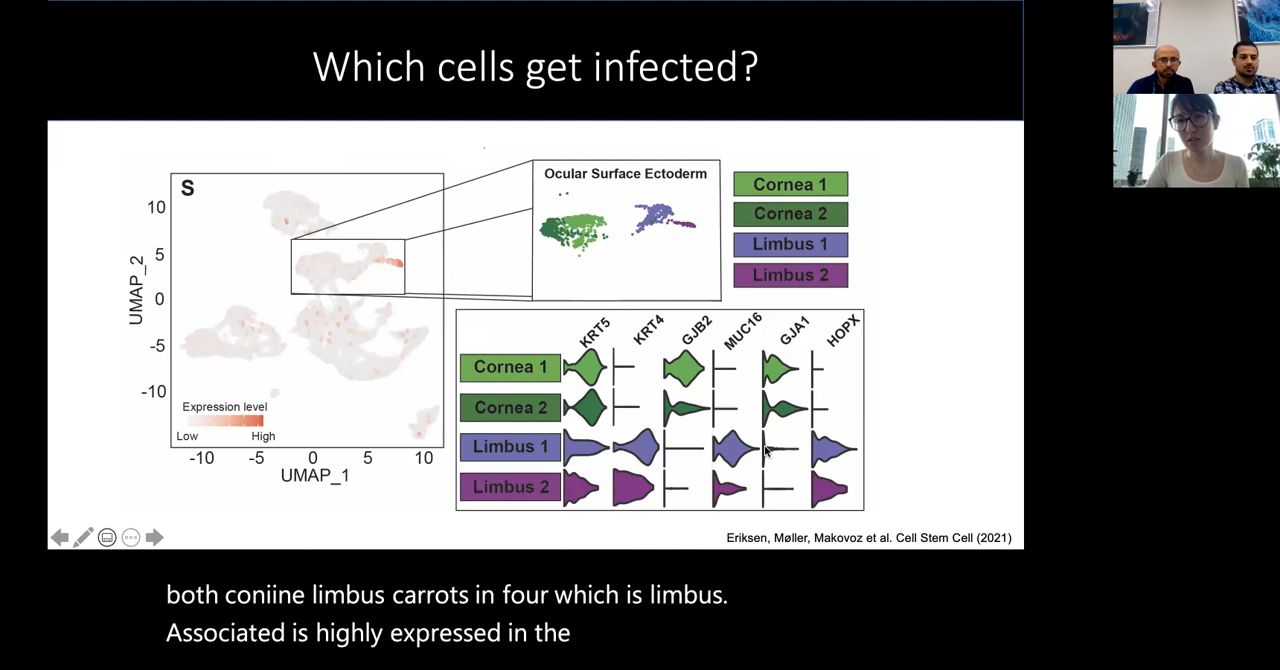 Which cells get infected?
S
10
5
0
-5
-10
UMAP_2
Expression level
Low High
-10 -5 0 5 10
UMAP_1
Ocular Surface Ectoderm
Cornea 1
Cornea 2
Limbus 1
Limbus 2
KRT5 KRT4 GJB2 MUC16 GJA1 HOPX
Cornea 1
Cornea 2
Limbus 1
Limbus 2
Eriksen, Møller, Makovoz et al. Cell Stem Cell (2021)
both coniine limbus carrots in four which is limbus.
Associated is highly expressed in the